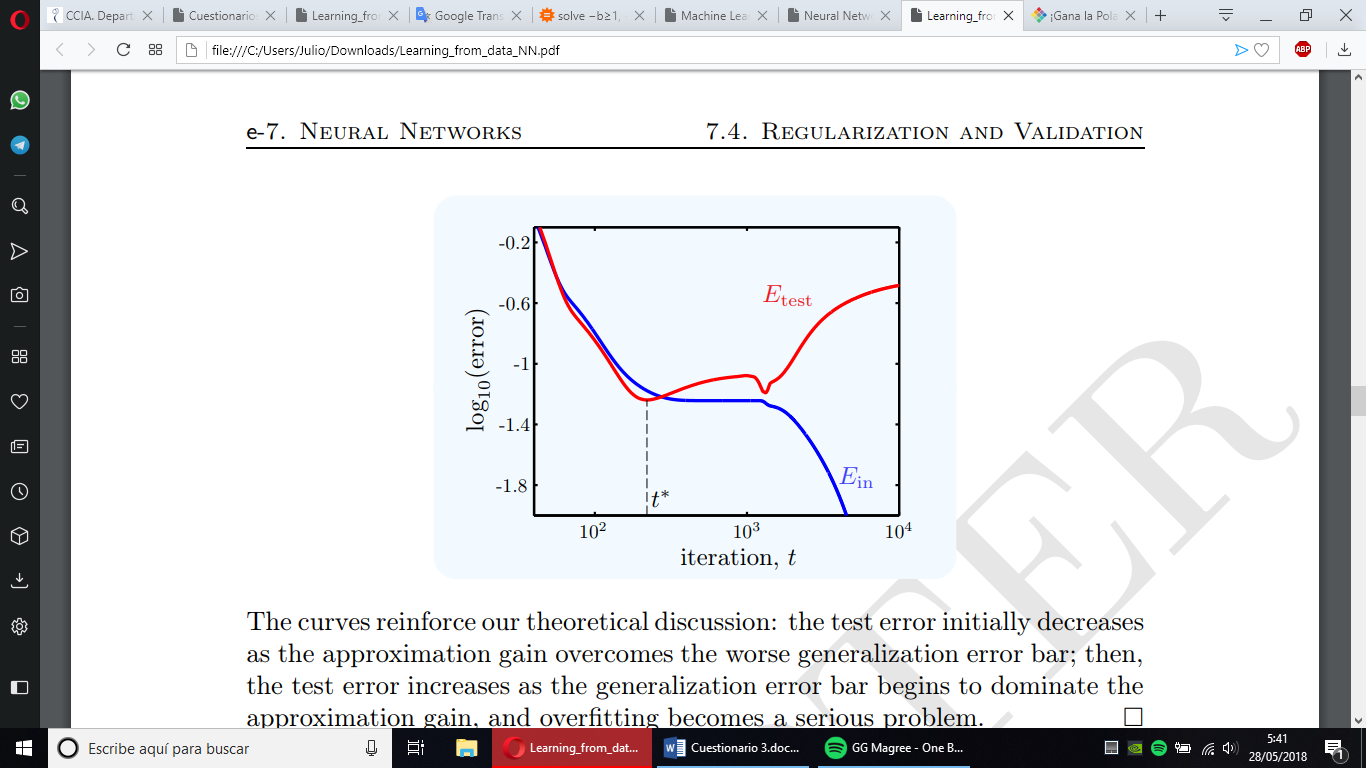 CCIA. Depart
Cuestionario
Learning_fro
Google Trans
solve −b≥1,
Machine Lea
Neural Netw
Learning_fro
¡Gana la Pola
file:///C:/Users/Julio/Downloads/Learning_from_data_NN.pdf
ABP
e-7. NEURAL NETWORKS
7.4. REGULARIZATION AND VALIDATION
-0.2
-0.6
-1
-1.4
-1.8
log10(error)
Etest
Ein
t*
10²
10³
10⁴
iteration, t
The curves reinforce our theoretical discussion: the test error initially decreases
as the approximation gain overcomes the worse generalization error bar; then,
the test error increases as the generalization error bar begins to dominate the
approximation gain, and overfitting becomes a serious problem. □
TER
Escribe aquí para buscar
Learning_from_dat...
Cuestionario 3.doc...
GG Magree - One B...
5:41
28/05/2018
1